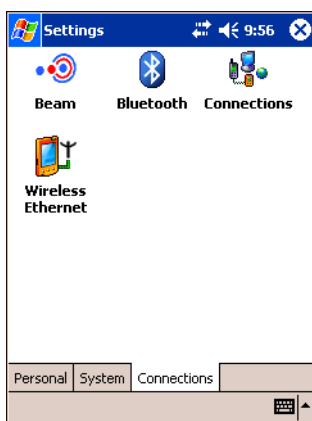 Settings 9:56
Beam Bluetooth Connections
Wireless
Ethernet
Personal System Connections